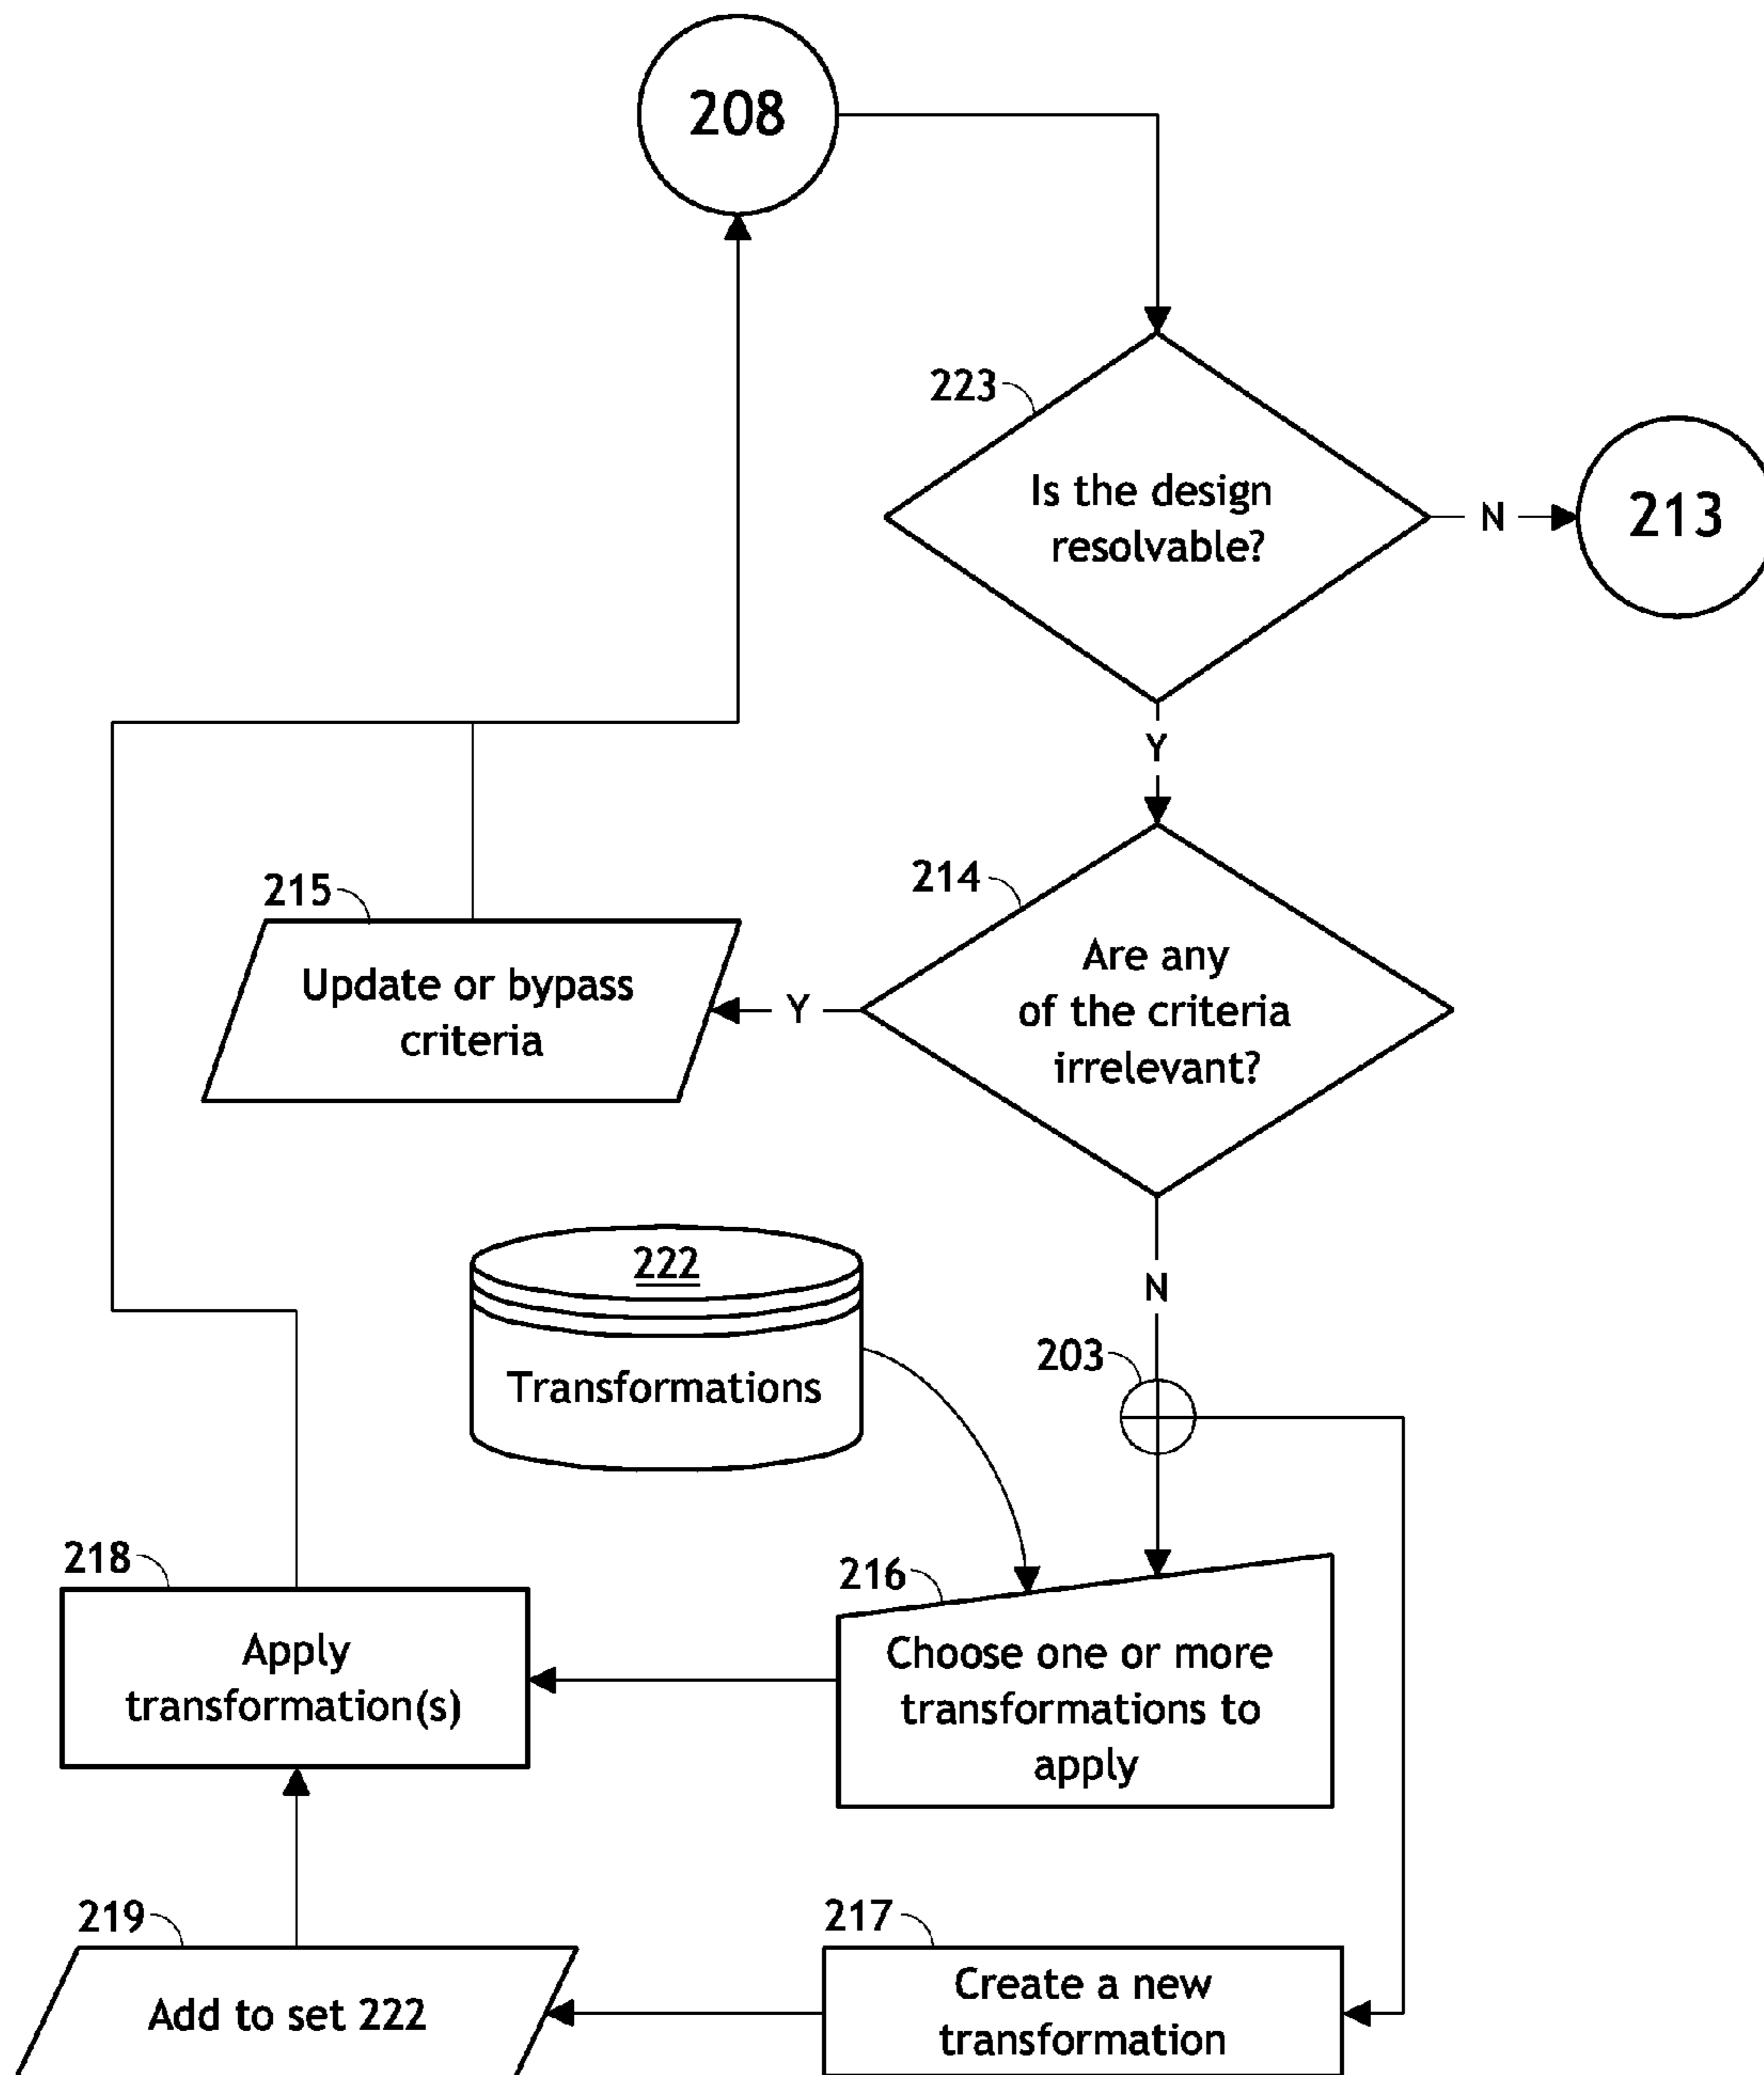 208
223
Is the design
resolvable?
N
213
Y
214
Are any
of the criteria
irrelevant?
Y
215
Update or bypass
criteria
N
222
Transformations
203
218
Apply
transformation(s)
216
Choose one or more
transformations to
apply
219
Add to set 222
217
Create a new
transformation